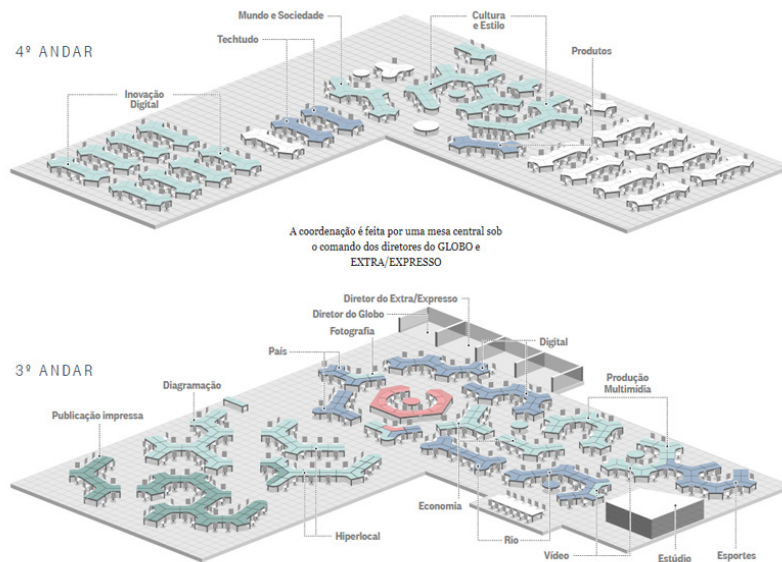 Mundo e Sociedade
Cultura
e Estilo
4º ANDAR
Techtudo
Produtos
Inovação
Digital
A coordenação é feita por uma mesa central sob
o comando dos diretores do GLOBO e
EXTRA/EXPRESSO
Diretor do Extra/Expresso
Diretor do Globo
Fotografia
Digital
3º ANDAR
País
Produção
Multimídia
Diagramação
Publicação impressa
Economia
Hiperlocal
Rio
Vídeo
Estúdio
Esportes